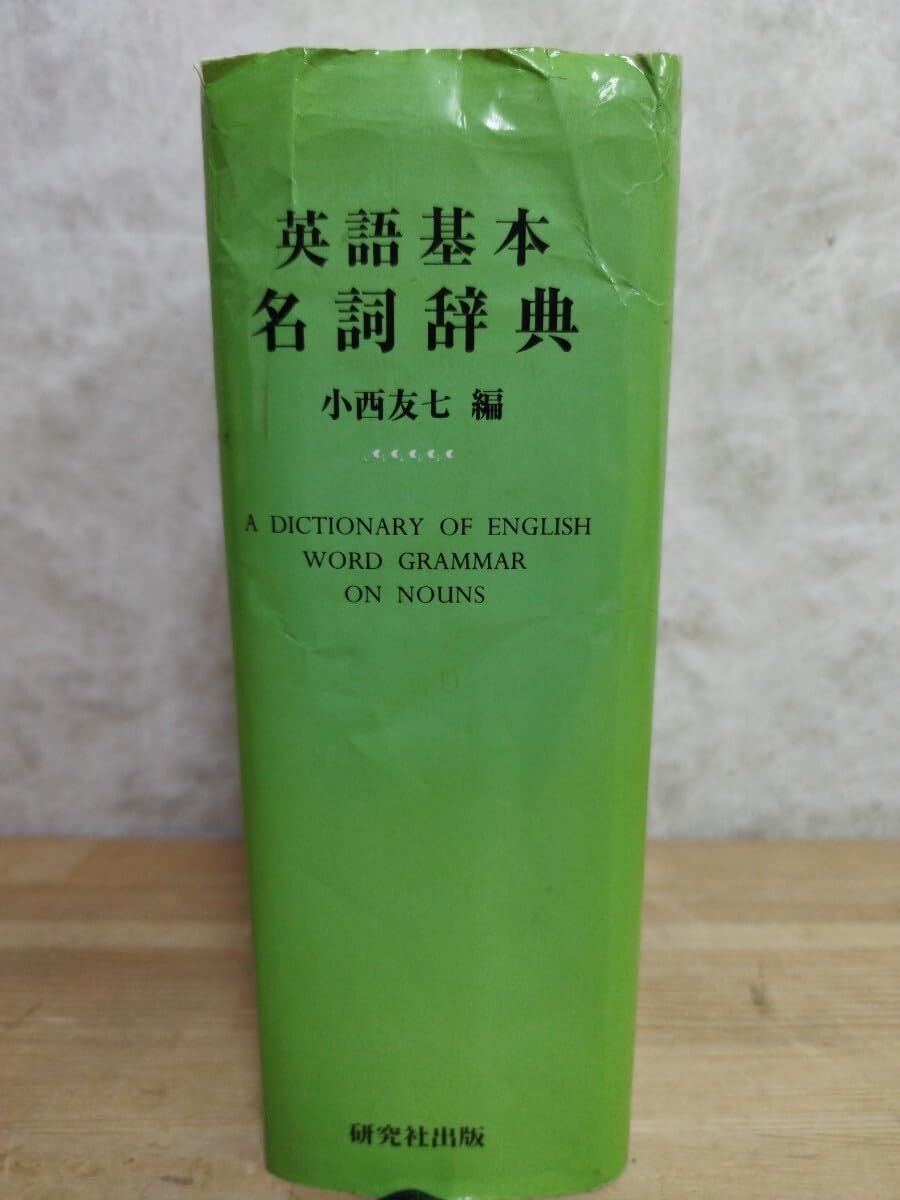 英語基本
名詞辞典
小西友七 編
A DICTIONARY OF ENGLISH
WORD GRAMMAR
ON NOUNS
研究社出版